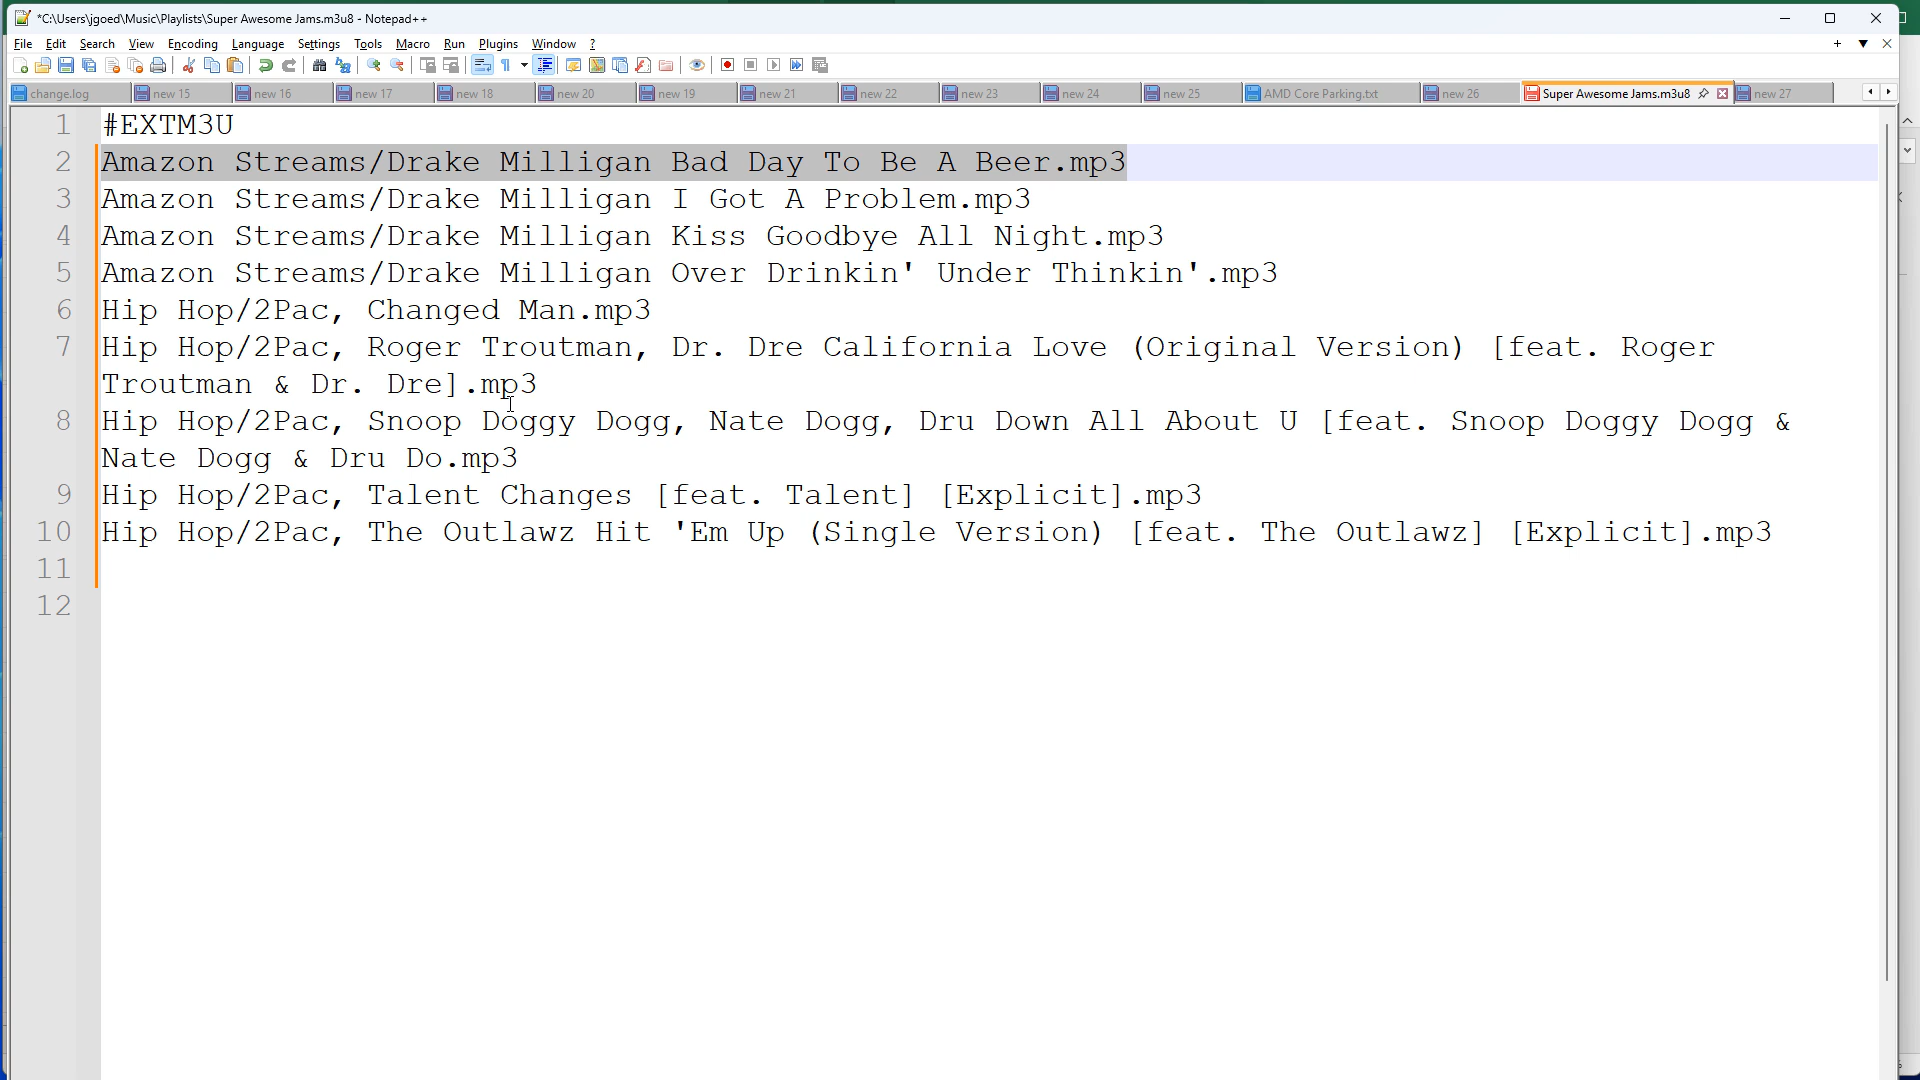 *C:\Users\jgoed\Music\Playlists\Super Awesome Jams.m3u8 - Notepad++
File Edit Search View Encoding Language Settings Tools Macro Run Plugins Window ?
change.log new 15 new 16 new 17 new 18 new 20 new 19 new 21 new 22 new 23 new 24 new 25 AMD Core Parking.txt new 26 Super Awesome Jams.m3u8 new 27
1 #EXTM3U
2 Amazon Streams/Drake Milligan Bad Day To Be A Beer.mp3
3 Amazon Streams/Drake Milligan I Got A Problem.mp3
4 Amazon Streams/Drake Milligan Kiss Goodbye All Night.mp3
5 Amazon Streams/Drake Milligan Over Drinkin' Under Thinkin'.mp3
6 Hip Hop/2Pac, Changed Man.mp3
7 Hip Hop/2Pac, Roger Troutman, Dr. Dre California Love (Original Version) [feat. Roger
Troutman & Dr. Dre].mp3
8 Hip Hop/2Pac, Snoop Doggy Dogg, Nate Dogg, Dru Down All About U [feat. Snoop Doggy Dogg &
Nate Dogg & Dru Do.mp3
9 Hip Hop/2Pac, Talent Changes [feat. Talent] [Explicit].mp3
10 Hip Hop/2Pac, The Outlawz Hit 'Em Up (Single Version) [feat. The Outlawz] [Explicit].mp3
11
12